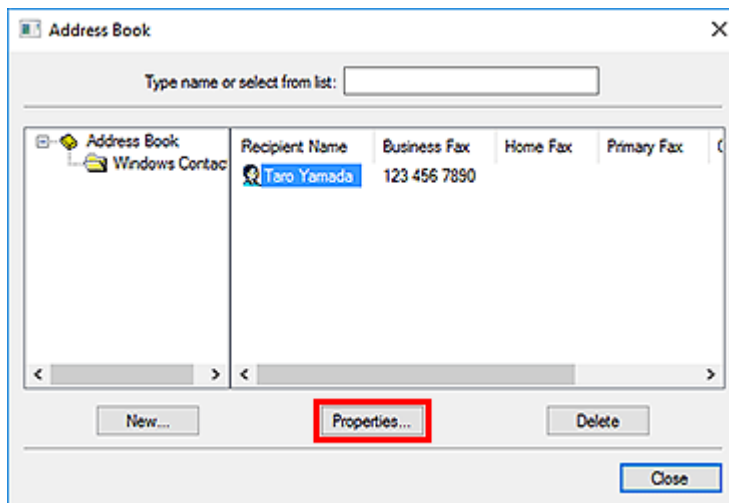 Address Book
Type name or select from list:
Address Book
Windows Contac
Recipient Name Business Fax Home Fax Primary Fax
Taro Yamada 123 456 7890
New... Properties... Delete
Close